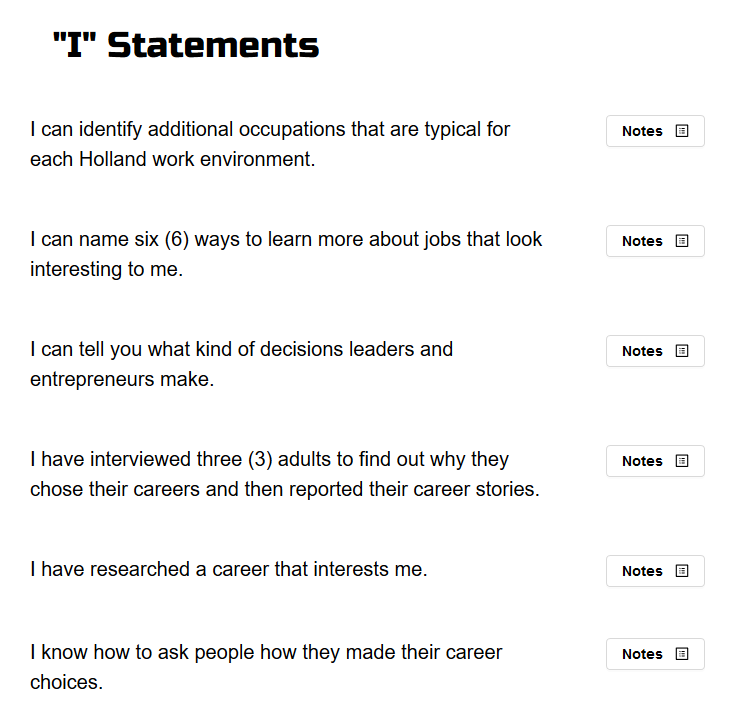 "I" Statements
I can identify additional occupations that are typical for
each Holland work environment.
Notes
I can name six (6) ways to learn more about jobs that look
interesting to me.
Notes
I can tell you what kind of decisions leaders and
entrepreneurs make.
Notes
I have interviewed three (3) adults to find out why they
chose their careers and then reported their career stories.
Notes
I have researched a career that interests me.
Notes
I know how to ask people how they made their career
choices.
Notes